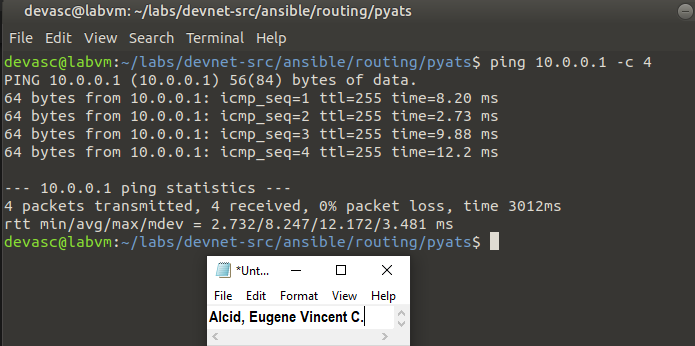 devasc@labvm: ~/labs/devnet-src/ansible/routing/pyats
File Edit View Search Terminal Help
devasc@labvm:~/labs/devnet-src/ansible/routing/pyats$ ping 10.0.0.1 -c 4
PING 10.0.0.1 (10.0.0.1) 56(84) bytes of data.
64 bytes from 10.0.0.1: icmp_seq=1 ttl=255 time=8.20 ms
64 bytes from 10.0.0.1: icmp_seq=2 ttl=255 time=2.73 ms
64 bytes from 10.0.0.1: icmp_seq=3 ttl=255 time=9.88 ms
64 bytes from 10.0.0.1: icmp_seq=4 ttl=255 time=12.2 ms
--- 10.0.0.1 ping statistics ---
4 packets transmitted, 4 received, 0% packet loss, time 3012ms
rtt min/avg/max/mdev = 2.732/8.247/12.172/3.481 ms
devasc@labvm:~/labs/devnet-src/ansible/routing/pyats$
*Unt...
File Edit Format View Help
Alcid, Eugene Vincent C.